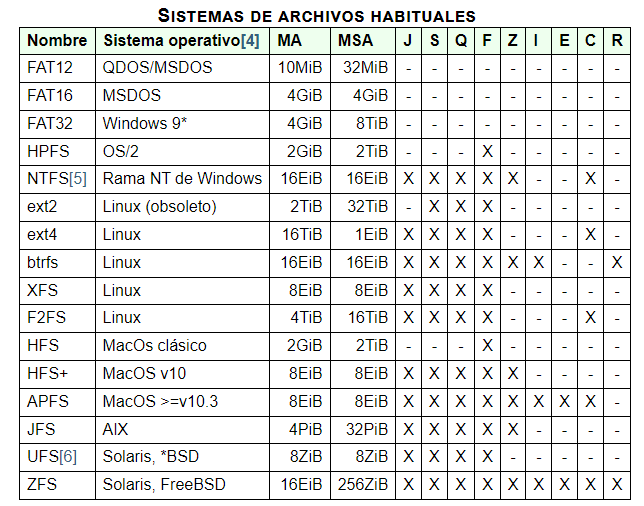 SISTEMAS DE ARCHIVOS HABITUALES
Nombre Sistema operativo[4] MA MSA J S Q F Z I E C R
FAT12 QDOS/MSDOS 10MiB 32MiB - - - - - - - - -
FAT16 MSDOS 4GiB 4GiB - - - - - - - - -
FAT32 Windows 9* 4GiB 8TiB - - - - - - - - -
HPFS OS/2 2GiB 2TiB - - - X - - - - -
NTFS[5] Rama NT de Windows 16EiB 16EiB X X X X X - - X -
ext2 Linux (obsoleto) 2TiB 32TiB - X X X - - - - -
ext4 Linux 16TiB 1EiB X X X X - - - X -
btrfs Linux 16EiB 16EiB X X X X X X - - X
XFS Linux 8EiB 8EiB X X X X - - - - -
F2FS Linux 4TiB 16TiB X X X X - - - X -
HFS MacOs clásico 2GiB 2TiB - - - X - - - - -
HFS+ MacOS v10 8EiB 8EiB X X X X X - - - -
APFS MacOS >=v10.3 8EiB 8EiB X X X X X X X X -
JFS AIX 4PiB 32PiB X X X X X - - - -
UFS[6] Solaris, *BSD 8ZiB 8ZiB X X X X - - - - -
ZFS Solaris, FreeBSD 16EiB 256ZiB X X X X X X X X X